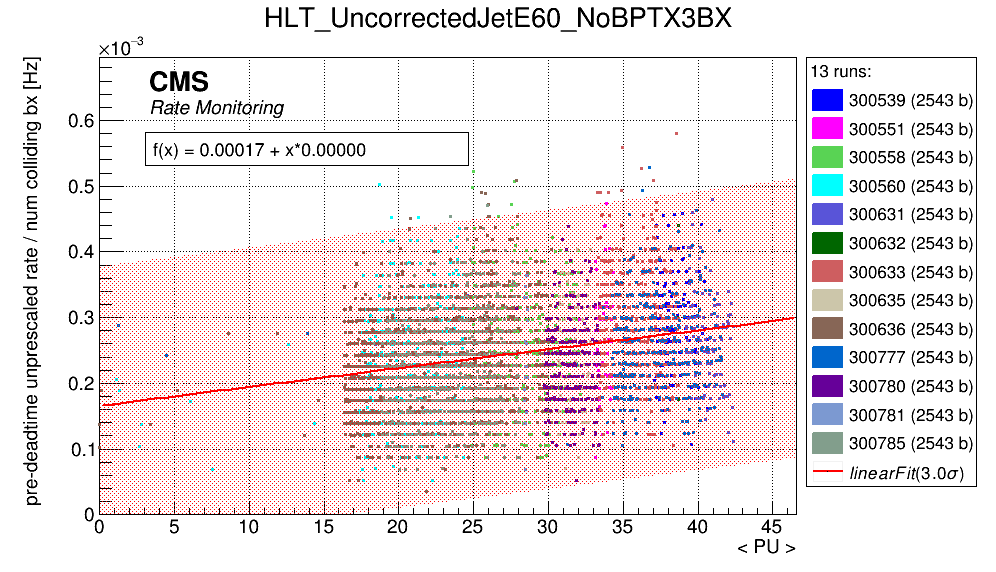 HLT_UncorrectedJetE60_NoBPTX3BX
×10⁻³
pre-deadtime unprescaled rate / num colliding bx [Hz]
CMS
Rate Monitoring
f(x) = 0.00017 + x*0.00000
0.6
0.5
0.4
0.3
0.2
0.1
0
0 5 10 15 20 25 30 35 40 45
< PU >
13 runs:
300539 (2543 b)
300551 (2543 b)
300558 (2543 b)
300560 (2543 b)
300631 (2543 b)
300632 (2543 b)
300633 (2543 b)
300635 (2543 b)
300636 (2543 b)
300777 (2543 b)
300780 (2543 b)
300781 (2543 b)
300785 (2543 b)
linearFit(3.0σ)